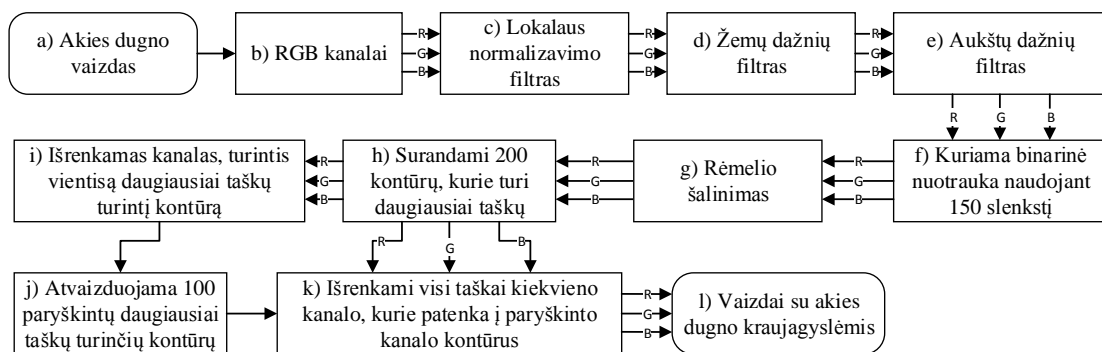 a) Akies dugno
vaizdas
b) RGB kanalai
R
G
B
c) Lokalaus
normalizavimo
filtras
R
G
B
d) Žemų dažnių
filtras
R
G
B
e) Aukštų dažnių
filtras
R
G
B
f) Kuriama binarinė
nuotrauka naudojant
150 slenkstį
R
G
B
g) Rėmelio
šalinimas
R
G
B
h) Surandami 200
kontūrų, kurie turi
daugiausiai taškų
R
G
B
i) Išrenkamas kanalas, turintis
vientisą daugiausiai taškų
turintį kontūrą
R
G
B
j) Atvaizduojama 100
paryškintų daugiausiai
taškų turinčių kontūrų
k) Išrenkami visi taškai kiekvieno
kanalo, kurie patenka į paryškinto
kanalo kontūrus
R
G
B
l) Vaizdai su akies
dugno kraujagyslėmis